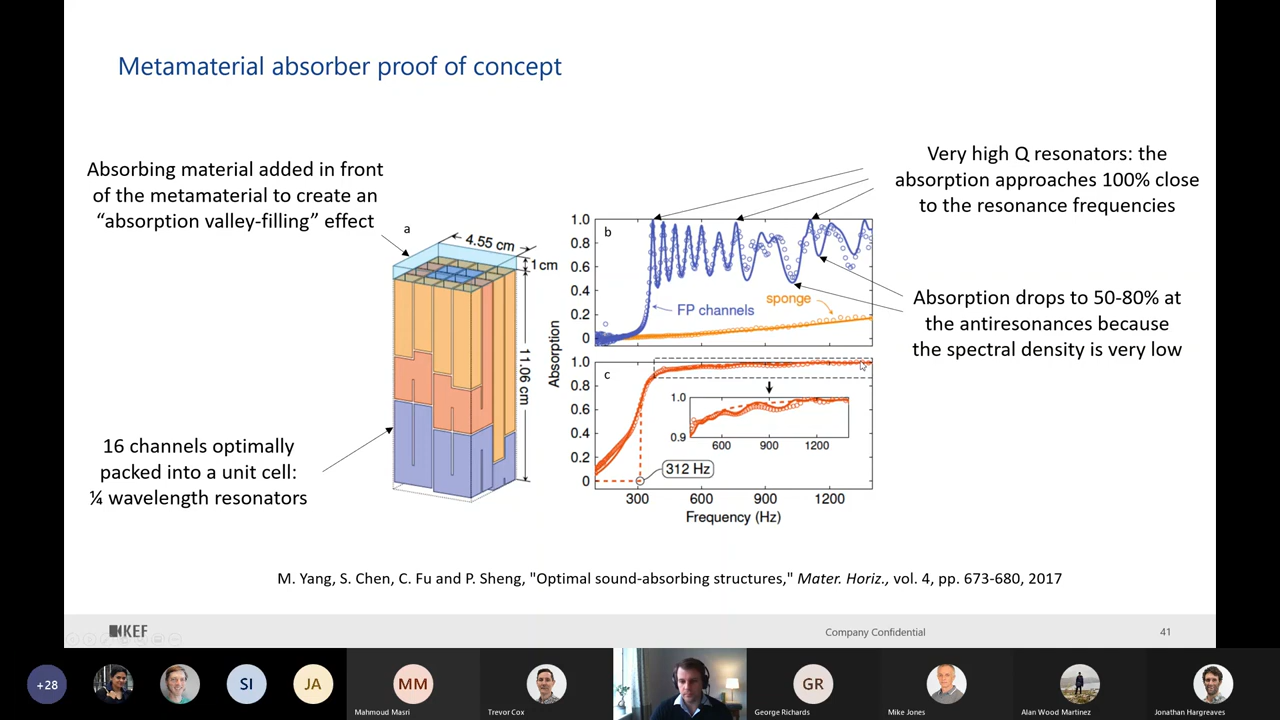 Metamaterial absorber proof of concept
Absorbing material added in front
of the metamaterial to create an
“absorption valley-filling” effect
16 channels optimally
packed into a unit cell:
¼ wavelength resonators
a
4.55 cm
1 cm
11.06 cm
Absorption
1.0
0.8
0.6
0.4
0.2
0
b
FP channels
sponge
1.0
0.8
0.6
0.4
0.2
0
c
1.0
0.9
600
900
1200
312 Hz
300
600
900
1200
Frequency (Hz)
Very high Q resonators: the
absorption approaches 100% close
to the resonance frequencies
Absorption drops to 50-80% at
the antiresonances because
the spectral density is very low
M. Yang, S. Chen, C. Fu and P. Sheng, "Optimal sound-absorbing structures," Mater. Horiz., vol. 4, pp. 673-680, 2017
KEF
Company Confidential
41
+28
SI
JA
MM
Mahmoud Masri
Trevor Cox
GR
George Richards
Mike Jones
Alan Wood Martinez
Jonathan Hargreaves